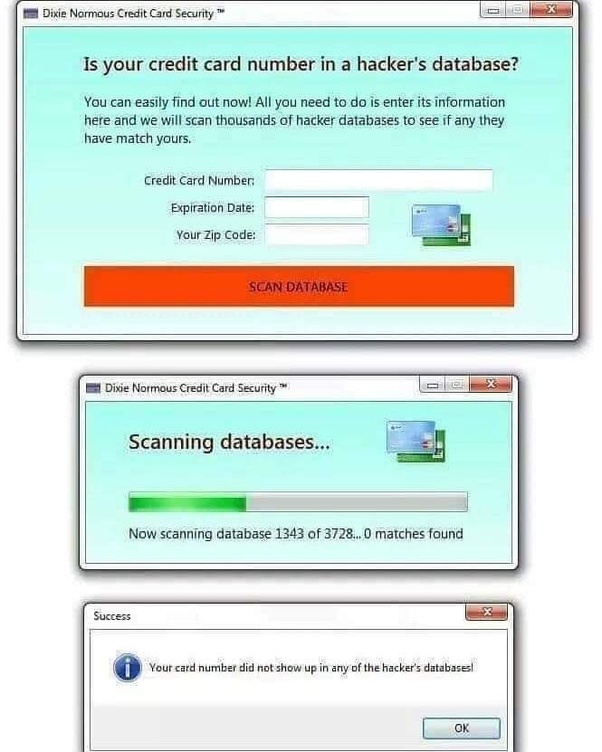 Dixie Normous Credit Card Security ™
Is your credit card number in a hacker's database?
You can easily find out now! All you need to do is enter its information
here and we will scan thousands of hacker databases to see if any they
have match yours.
Credit Card Number:
Expiration Date:
Your Zip Code:
SCAN DATABASE
Dixie Normous Credit Card Security ™
Scanning databases...
Now scanning database 1343 of 3728... 0 matches found
Success
Your card number did not show up in any of the hacker's databases!
OK